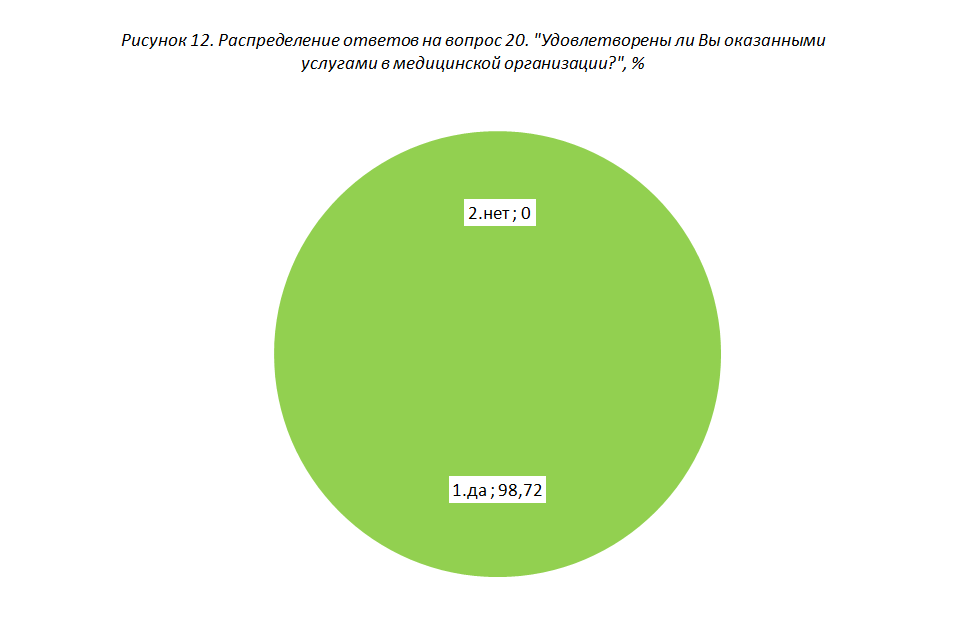 Рисунок 12. Распределение ответов на вопрос 20. "Удовлетворены ли Вы оказанными
услугами в медицинской организации?", %
2.нет ; 0
1.да ; 98,72